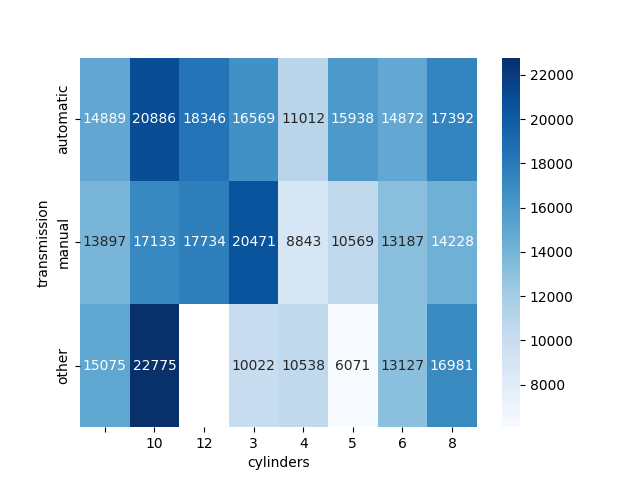 automatic 14889 20886 18346 16569 11012 15938 14872 17392
manual 13897 17133 17734 20471 8843 10569 13187 14228
other 15075 22775 10022 10538 6071 13127 16981
10 12 3 4 5 6 8
cylinders
transmission
22000
20000
18000
16000
14000
12000
10000
8000